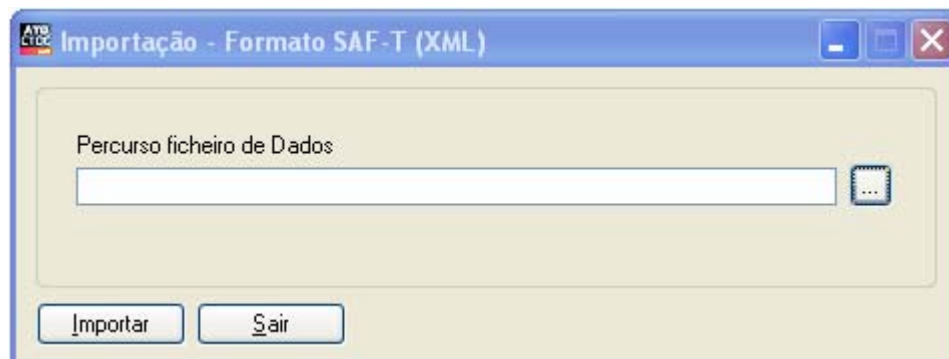 Importação - Formato SAF-T (XML)
Percurso ficheiro de Dados
...
Importar
Sair